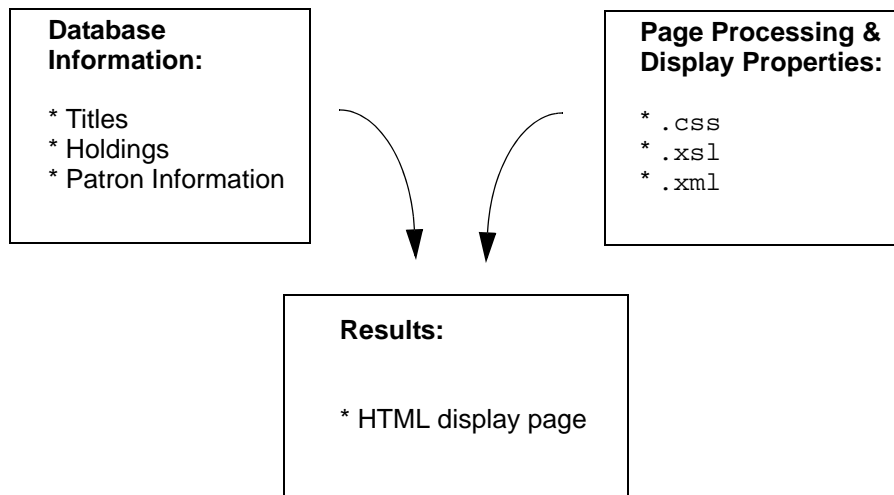 Database
Information:
* Titles
* Holdings
* Patron Information
Page Processing &
Display Properties:
* .css
* .xsl
* .xml
Results:
* HTML display page